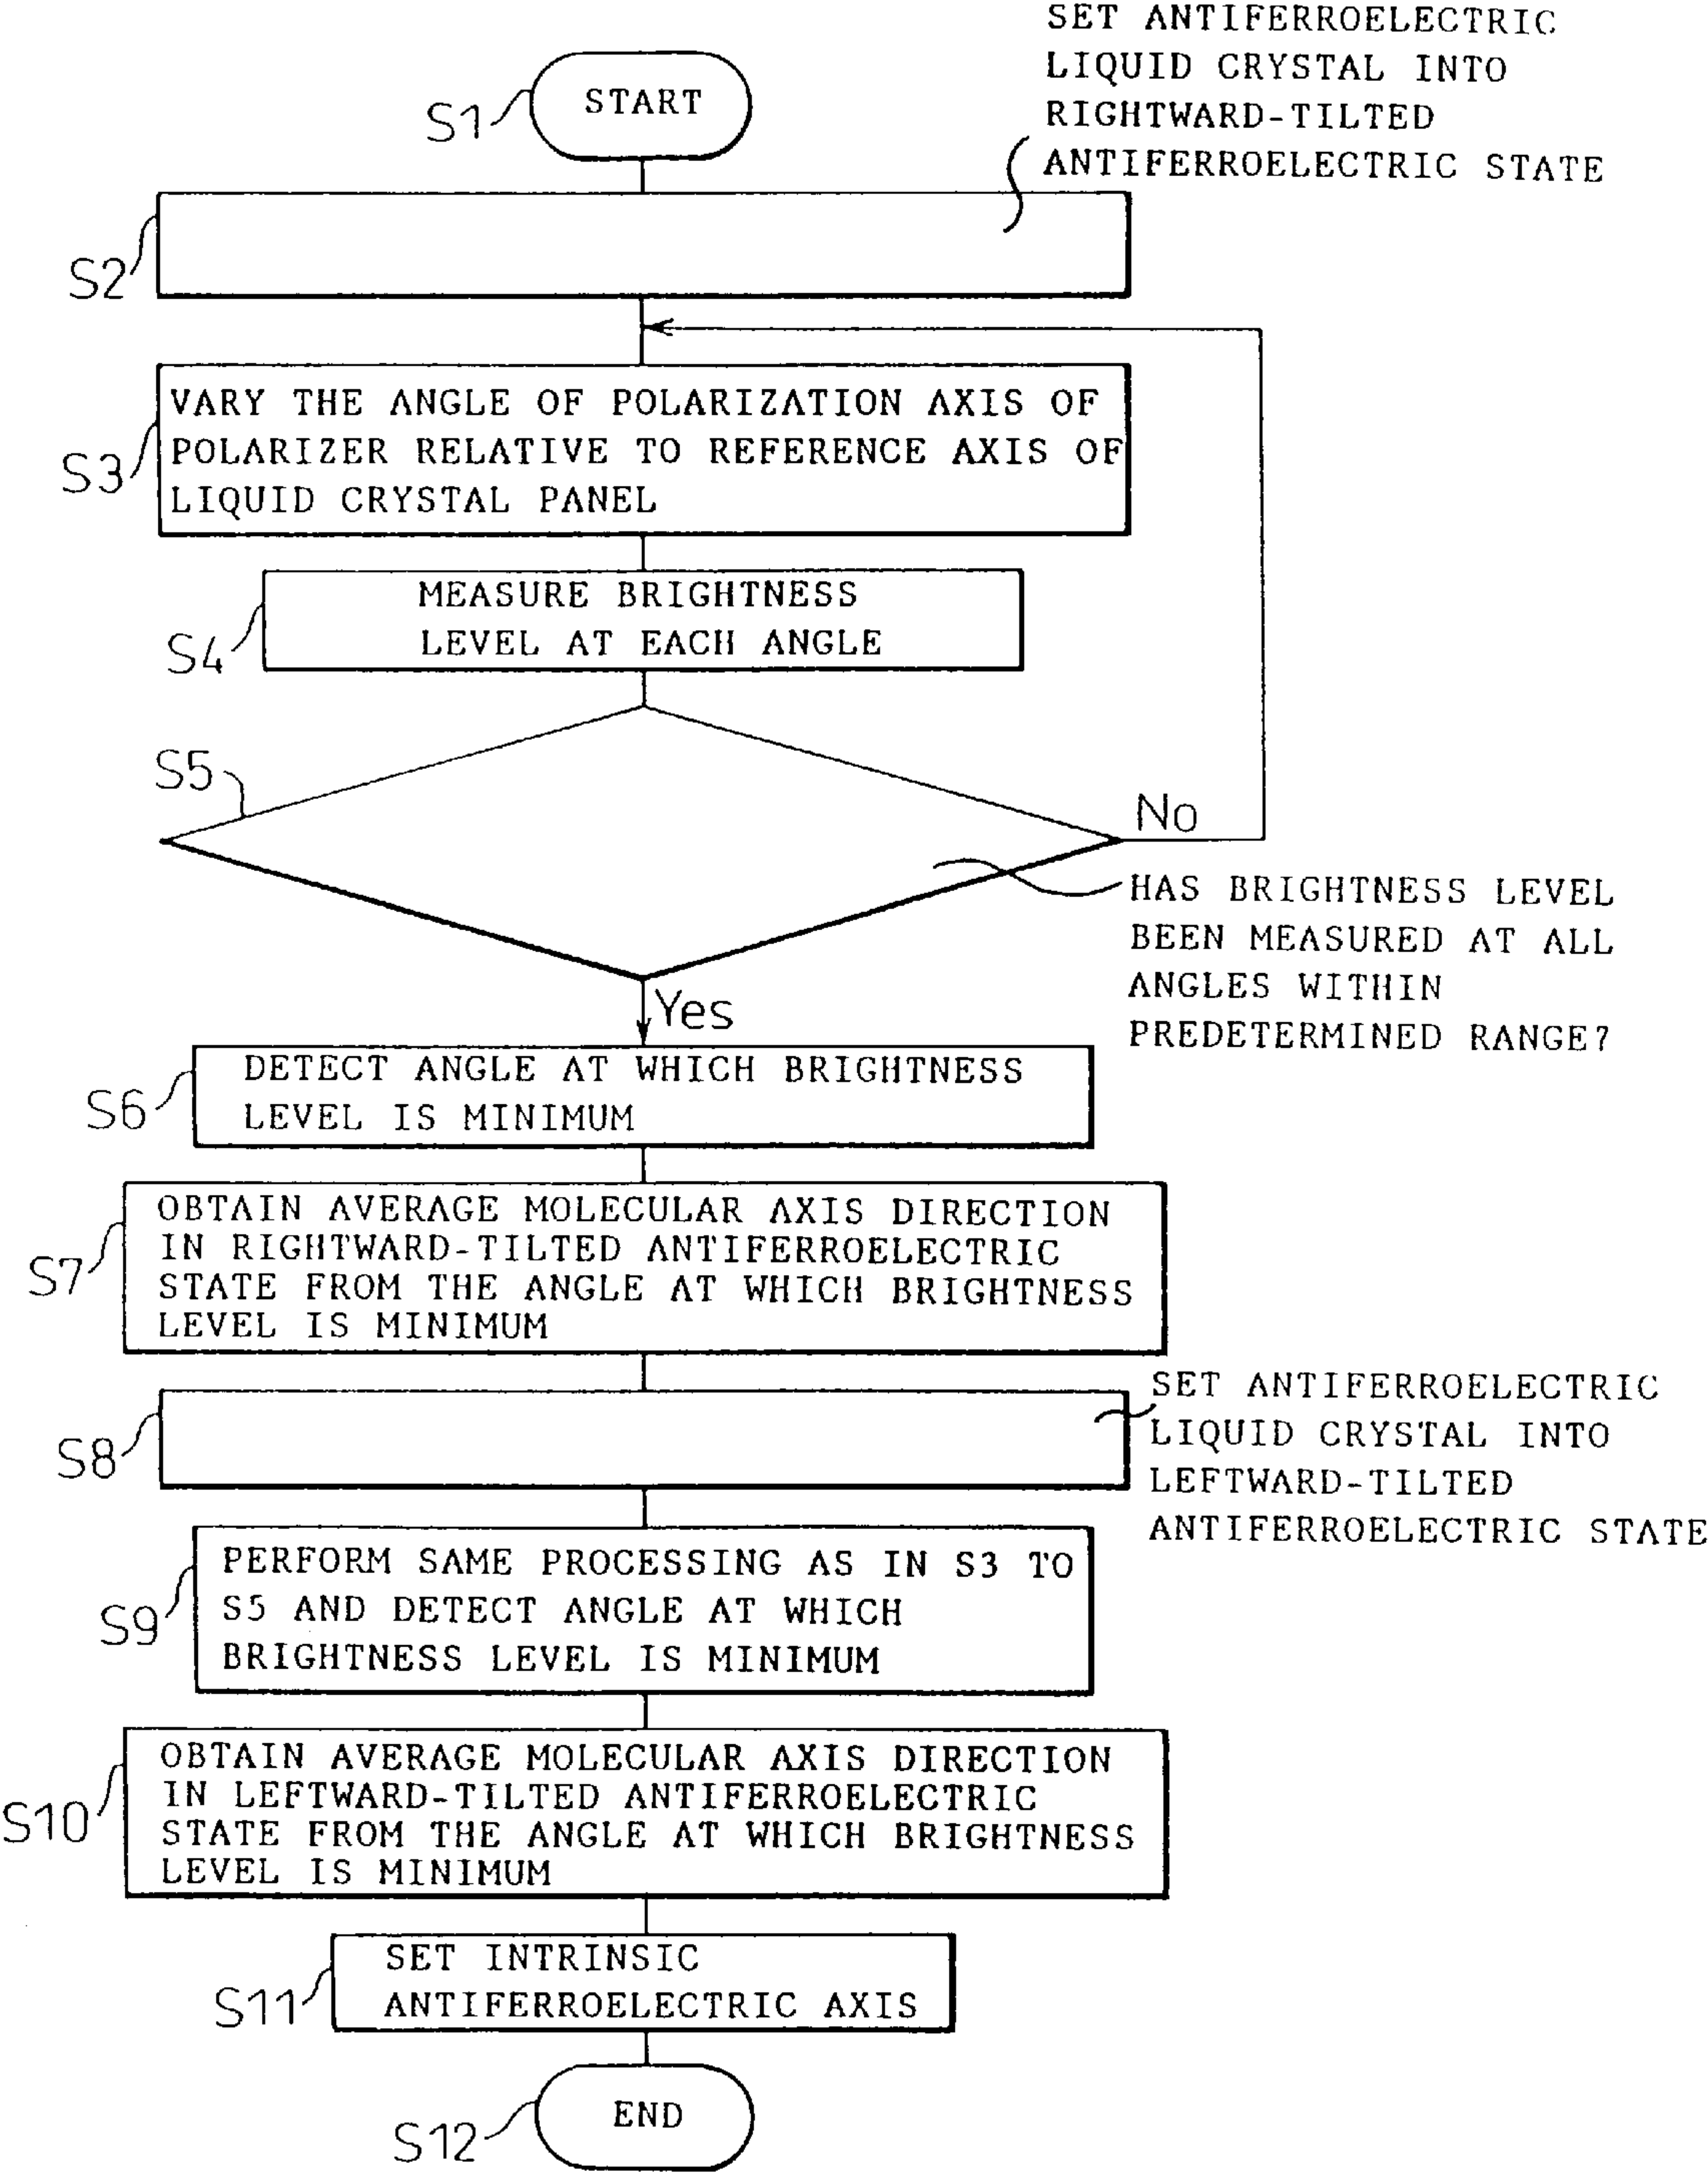 SET ANTIFERROELECTRIC
LIQUID CRYSTAL INTO
RIGHTWARD-TILTED
ANTIFERROELECTRIC STATE
S1
START
S2
S3
VARY THE ANGLE OF POLARIZATION AXIS OF
POLARIZER RELATIVE TO REFERENCE AXIS OF
LIQUID CRYSTAL PANEL
S4
MEASURE BRIGHTNESS
LEVEL AT EACH ANGLE
S5
No
HAS BRIGHTNESS LEVEL
BEEN MEASURED AT ALL
ANGLES WITHIN
PREDETERMINED RANGE?
Yes
S6
DETECT ANGLE AT WHICH BRIGHTNESS
LEVEL IS MINIMUM
S7
OBTAIN AVERAGE MOLECULAR AXIS DIRECTION
IN RIGHTWARD-TILTED ANTIFERROELECTRIC
STATE FROM THE ANGLE AT WHICH BRIGHTNESS
LEVEL IS MINIMUM
S8
SET ANTIFERROELECTRIC
LIQUID CRYSTAL INTO
LEFTWARD-TILTED
ANTIFERROELECTRIC STATE
S9
PERFORM SAME PROCESSING AS IN S3 TO
S5 AND DETECT ANGLE AT WHICH
BRIGHTNESS LEVEL IS MINIMUM
S10
OBTAIN AVERAGE MOLECULAR AXIS DIRECTION
IN LEFTWARD-TILTED ANTIFERROELECTRIC
STATE FROM THE ANGLE AT WHICH BRIGHTNESS
LEVEL IS MINIMUM
S11
SET INTRINSIC
ANTIFERROELECTRIC AXIS
S12
END